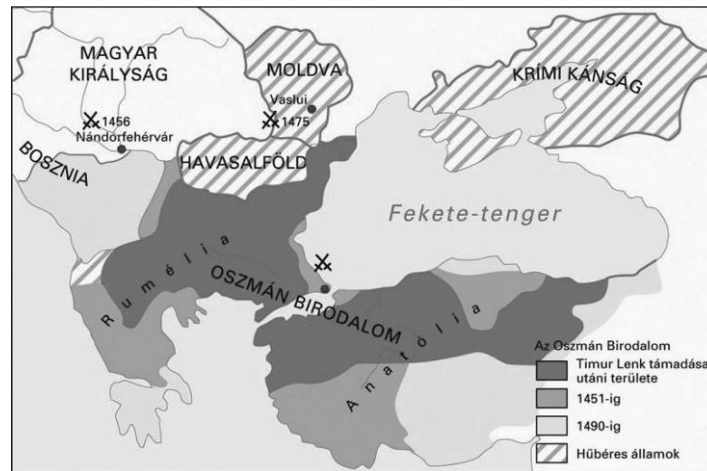 MAGYAR
KIRÁLYSÁG
MOLDVA
KRÍMI KÁNSÁG
Vaslui
1456
1475
Nándorfehérvár
BOSZNIA
HAVASALFÖLD
Fekete-tenger
Rumélia
OSZMÁN BIRODALOM
Anatólia
Az Oszmán Birodalom
Timur Lenk támadása
utáni területe
1451-ig
1490-ig
Hűbéres államok